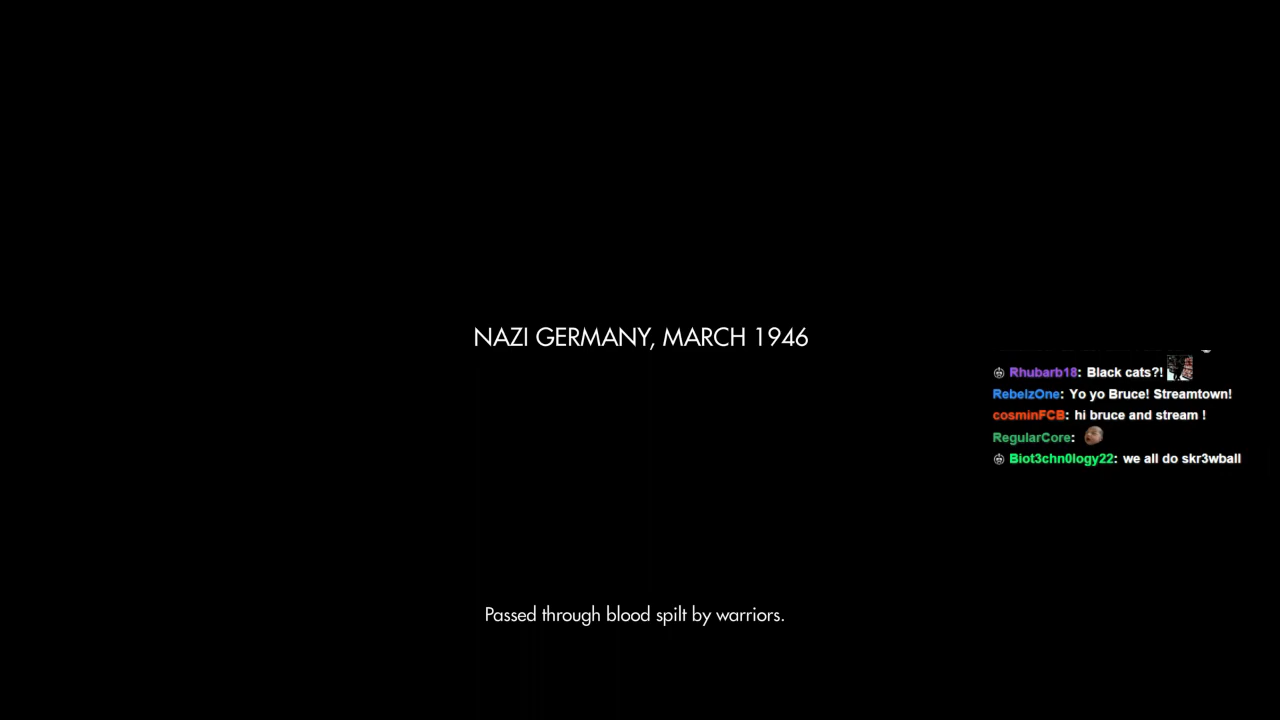 NAZI GERMANY, MARCH 1946
Rhubarb18: Black cats?!
RebelzOne: Yo yo Bruce! Streamtown!
cosminFCB: hi bruce and stream !
RegularCore:
Biot3chn0logy22: we all do skr3wball
Passed through blood spilt by warriors.